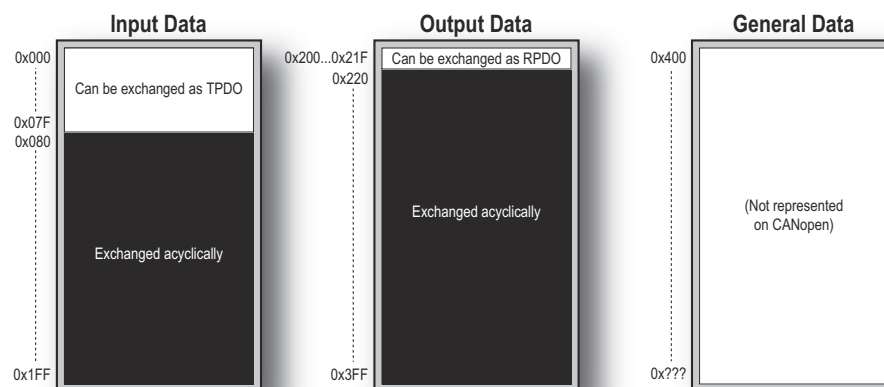 Input Data
0x000
Can be exchanged as TPDO
0x07F
0x080
Exchanged acyclically
0x1FF
Output Data
0x200...0x21F
Can be exchanged as RPDO
0x220
Exchanged acyclically
0x3FF
General Data
0x400
(Not represented
on CANopen)
0x???